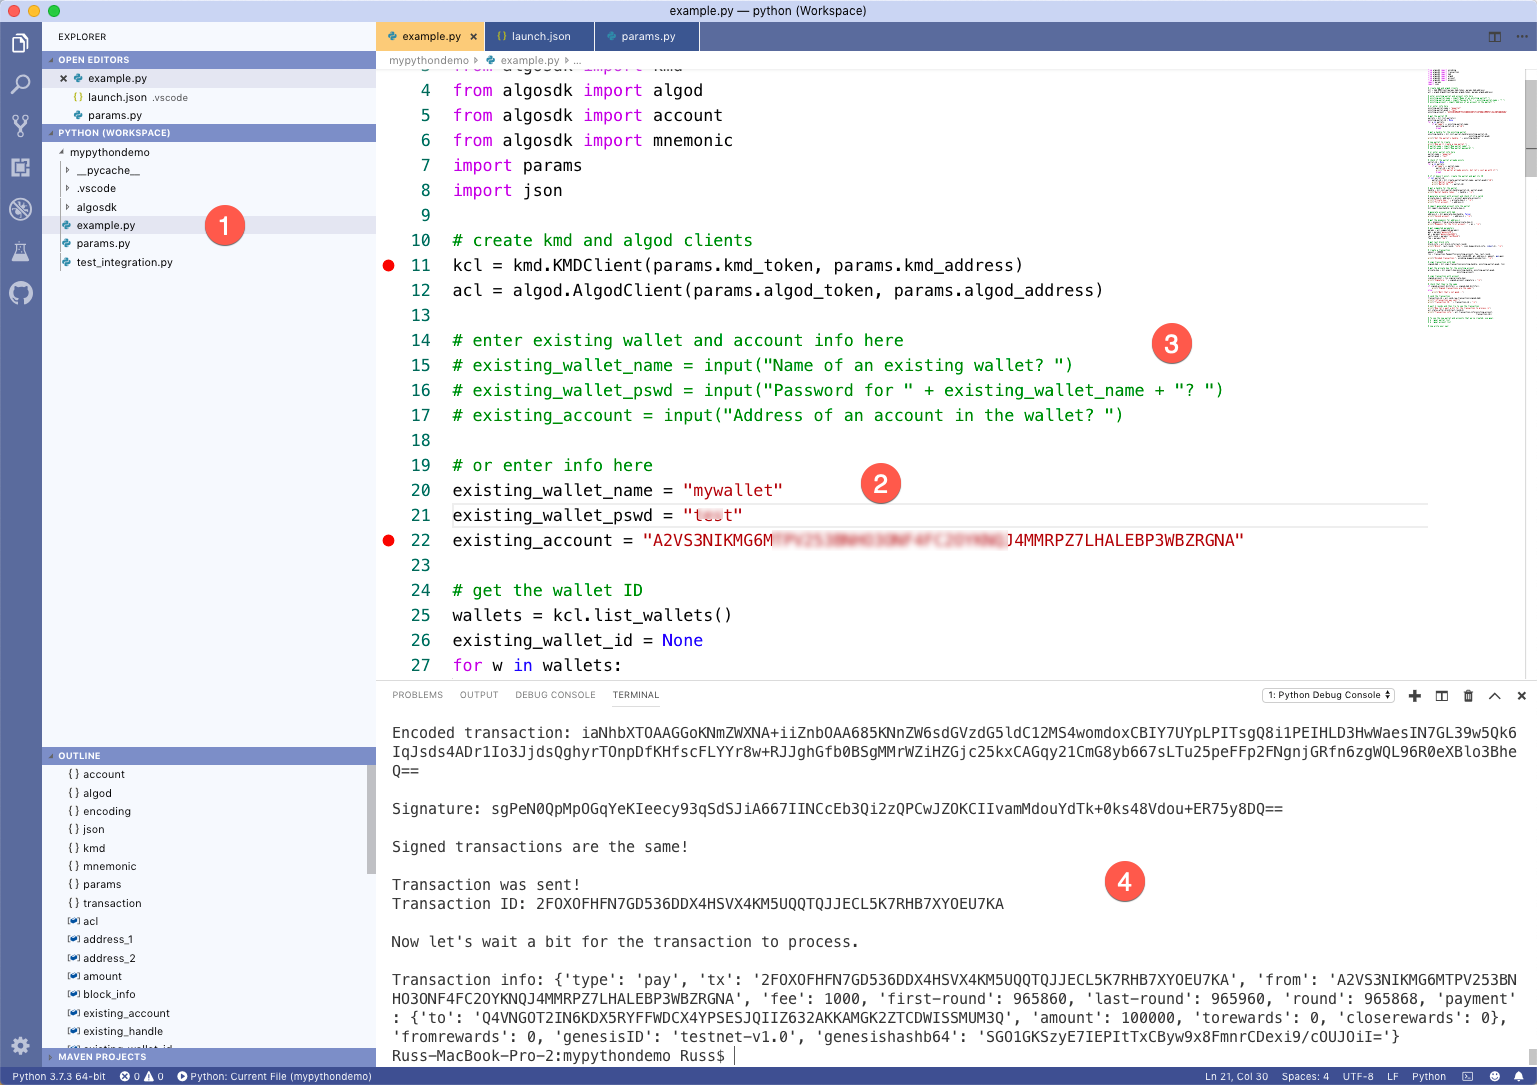 example.py — python (Workspace)
EXPLORER
OPEN EDITORS
example.py
launch.json .vscode
params.py
PYTHON (WORKSPACE)
mypythondemo
__pycache__
.vscode
algosdk
example.py
params.py
test_integration.py
1
OUTLINE
{ } account
{ } algod
{ } encoding
{ } json
{ } kmd
{ } mnemonic
{ } params
{ } transaction
acl
address_1
address_2
amount
block_info
existing_account
existing_handle
existing_wallet_id
MAVEN PROJECTS
example.py
launch.json
params.py
mypythondemo example.py ...
3 from algosdk import kmd
4 from algosdk import algod
5 from algosdk import account
6 from algosdk import mnemonic
7 import params
8 import json
9
10 # create kmd and algod clients
11 kcl = kmd.KMDClient(params.kmd_token, params.kmd_address)
12 acl = algod.AlgodClient(params.algod_token, params.algod_address)
13
14 # enter existing wallet and account info here
3
15 # existing_wallet_name = input("Name of an existing wallet? ")
16 # existing_wallet_pswd = input("Password for " + existing_wallet_name + "? ")
17 # existing_account = input("Address of an account in the wallet? ")
18
19 # or enter info here
20 existing_wallet_name = "mywallet"
2
21 existing_wallet_pswd = "
22 existing_account = "A2VS3NIKMG6M J4MMRPZ7LHALEBP3WBZRGNA"
23
24 # get the wallet ID
25 wallets = kcl.list_wallets()
26 existing_wallet_id = None
27 for w in wallets:
PROBLEMS OUTPUT DEBUG CONSOLE TERMINAL
1: Python Debug Console
Encoded transaction: iaNhbXTOAAGGoKNmZWXNA+iiZnbOAA685KNnZW6sdGVzdG5ldC12MS4womdoxCBIY7UYpLPITsgQ8i1PEIHLD3HwWaesIN7GL39w5Qk6
IqJsds4ADr1Io3JjdsQghyrTOnpDfKHfscFLYYr8w+RJJghGfb0BSgMMrWZiHZGjc25kxCAGqy21CmG8yb667sLTu25peFFp2FNgnjGRfn6zgWQL96R0eXBlo3Bhe
Q==
Signature: sgPeN0QpMpOGqYeKIeecy93qSdSJiA667IINCcEb3Qi2zQPCwJZOKCIIvamMdouYdTk+0ks48Vdou+ER75y8DQ==
Signed transactions are the same!
Transaction was sent!
4
Transaction ID: 2FOXOFHFN7GD536DDX4HSVX4KM5UQQTQJJECL5K7RHB7XYOEU7KA
Now let's wait a bit for the transaction to process.
Transaction info: {'type': 'pay', 'tx': '2FOXOFHFN7GD536DDX4HSVX4KM5UQQTQJJECL5K7RHB7XYOEU7KA', 'from': 'A2VS3NIKMG6MTPV253BN
HO3ONF4FC2OYKNQJ4MMRPZ7LHALEBP3WBZRGNA', 'fee': 1000, 'first-round': 965860, 'last-round': 965960, 'round': 965868, 'payment'
: {'to': 'Q4VNGOT2IN6KDX5RYFFWDCX4YPSESJQIIZ632AKKAMGK2ZTCDWISSMUM3Q', 'amount': 100000, 'torewards': 0, 'closerewards': 0},
'fromrewards': 0, 'genesisID': 'testnet-v1.0', 'genesishashb64': 'SGO1GKSzyE7IEPItTxCByw9x8FmnrCDexi9/cOUJOiI='}
Russ-MacBook-Pro-2:mypythondemo Russ$
Python 3.7.3 64-bit 0 0 Python: Current File (mypythondemo) Ln 21, Col 30 Spaces: 4 UTF-8 LF Python